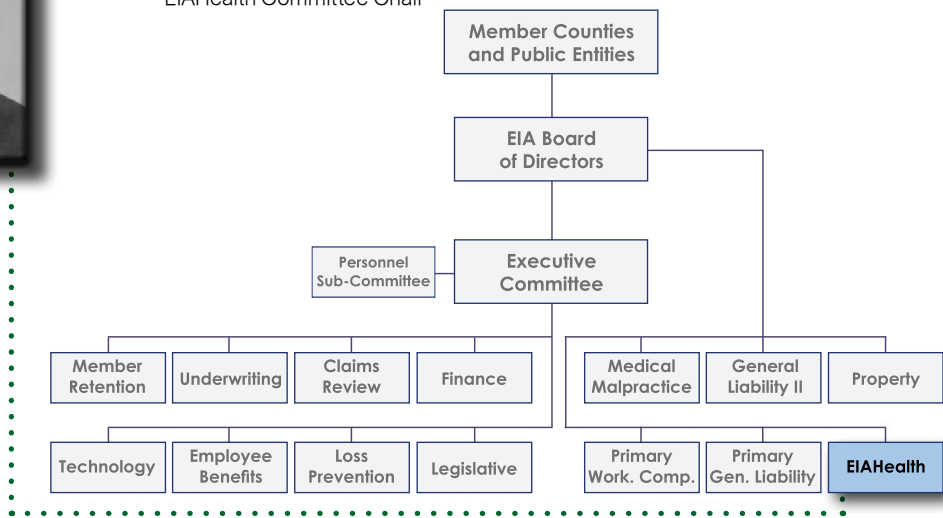 EIAHealth Committee Chair
Member Counties
and Public Entities
EIA Board
of Directors
Personnel
Sub-Committee
Executive
Committee
Member
Retention
Underwriting
Claims
Review
Finance
Medical
Malpractice
General
Liability II
Property
Technology
Employee
Benefits
Loss
Prevention
Legislative
Primary
Work. Comp.
Primary
Gen. Liability
EIAHealth